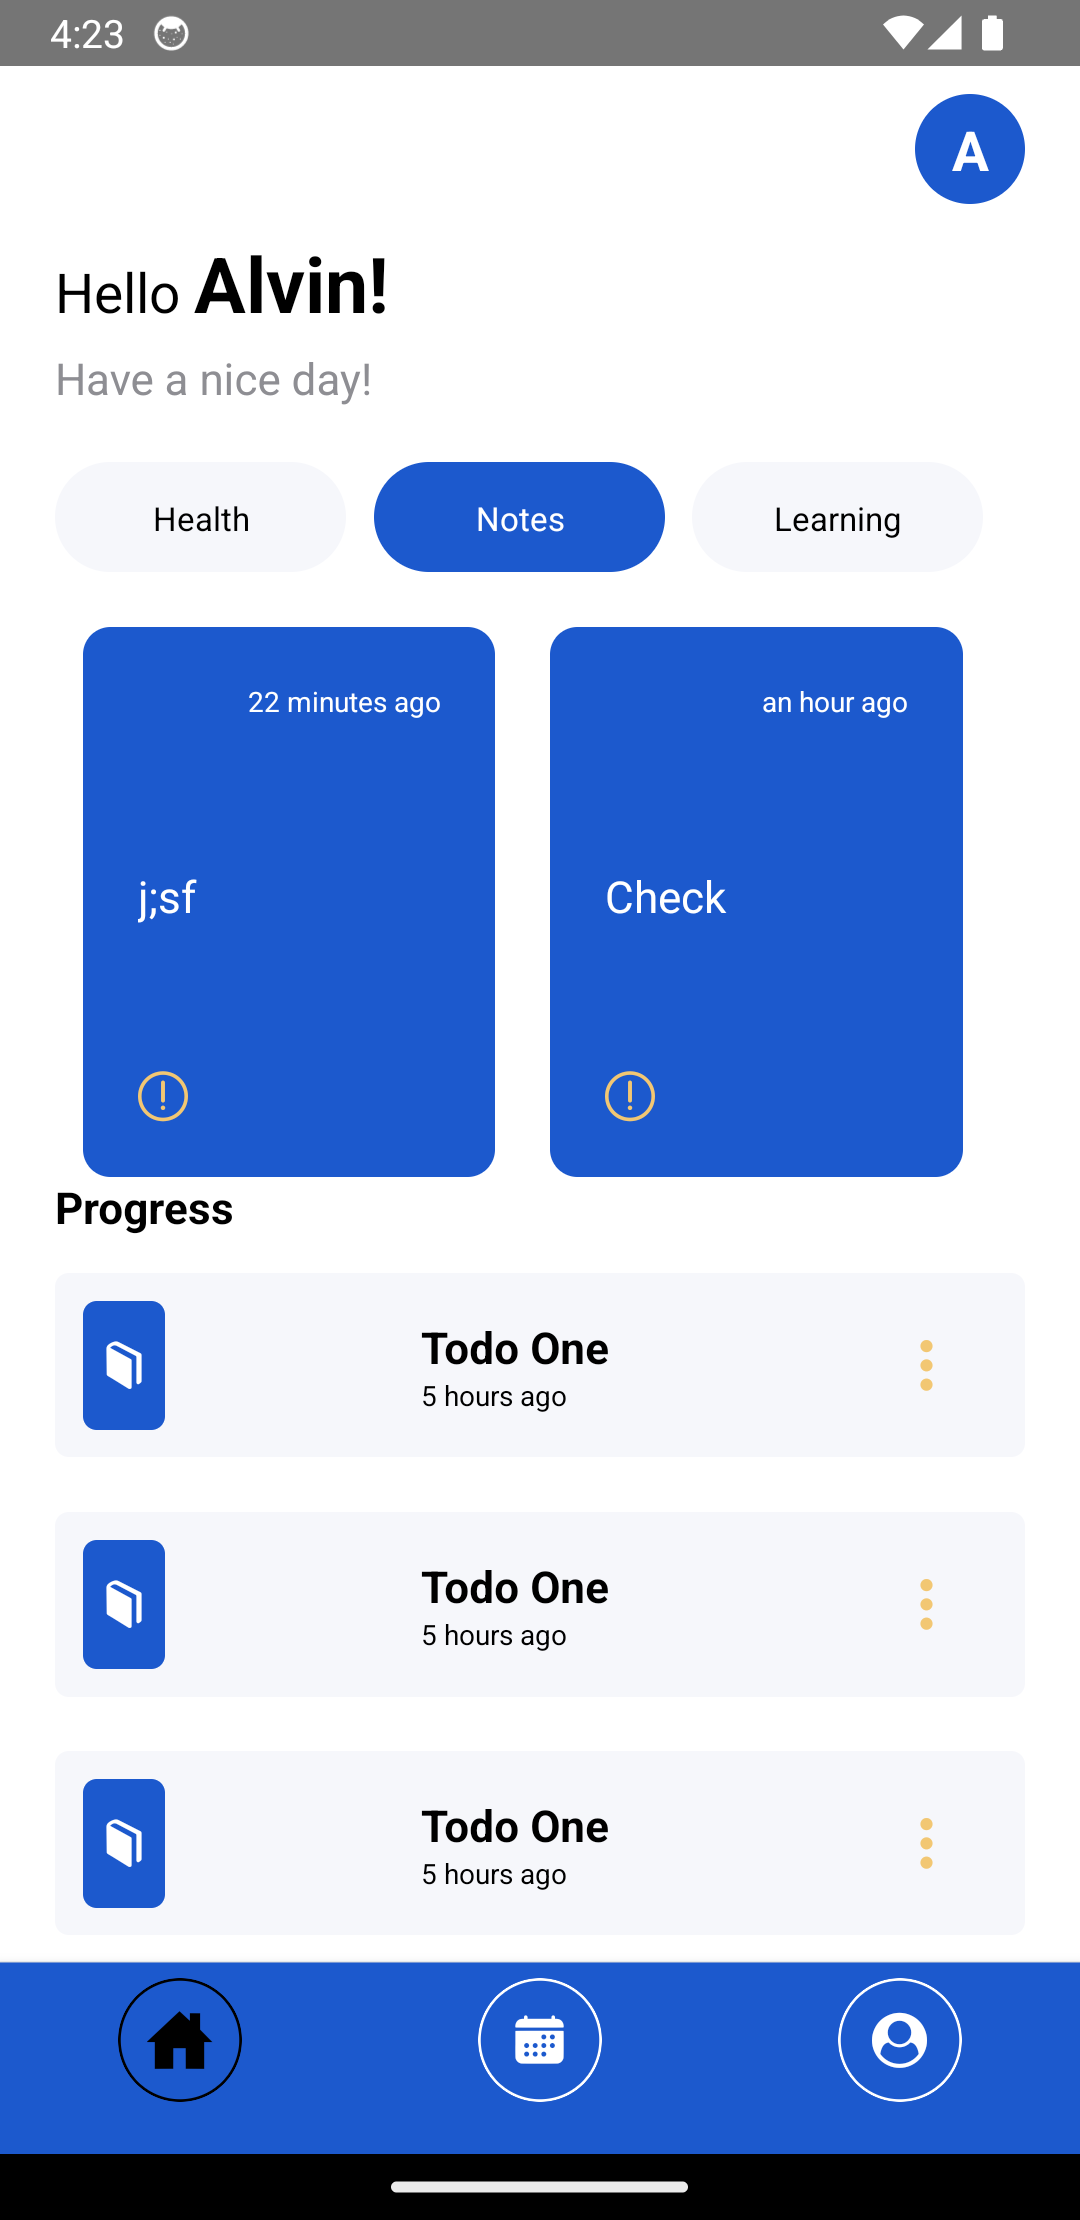 4:23
A
Hello Alvin!
Have a nice day!
Health Notes Learning
22 minutes ago an hour ago
j;sf Check
Progress
Todo One
5 hours ago
Todo One
5 hours ago
Todo One
5 hours ago